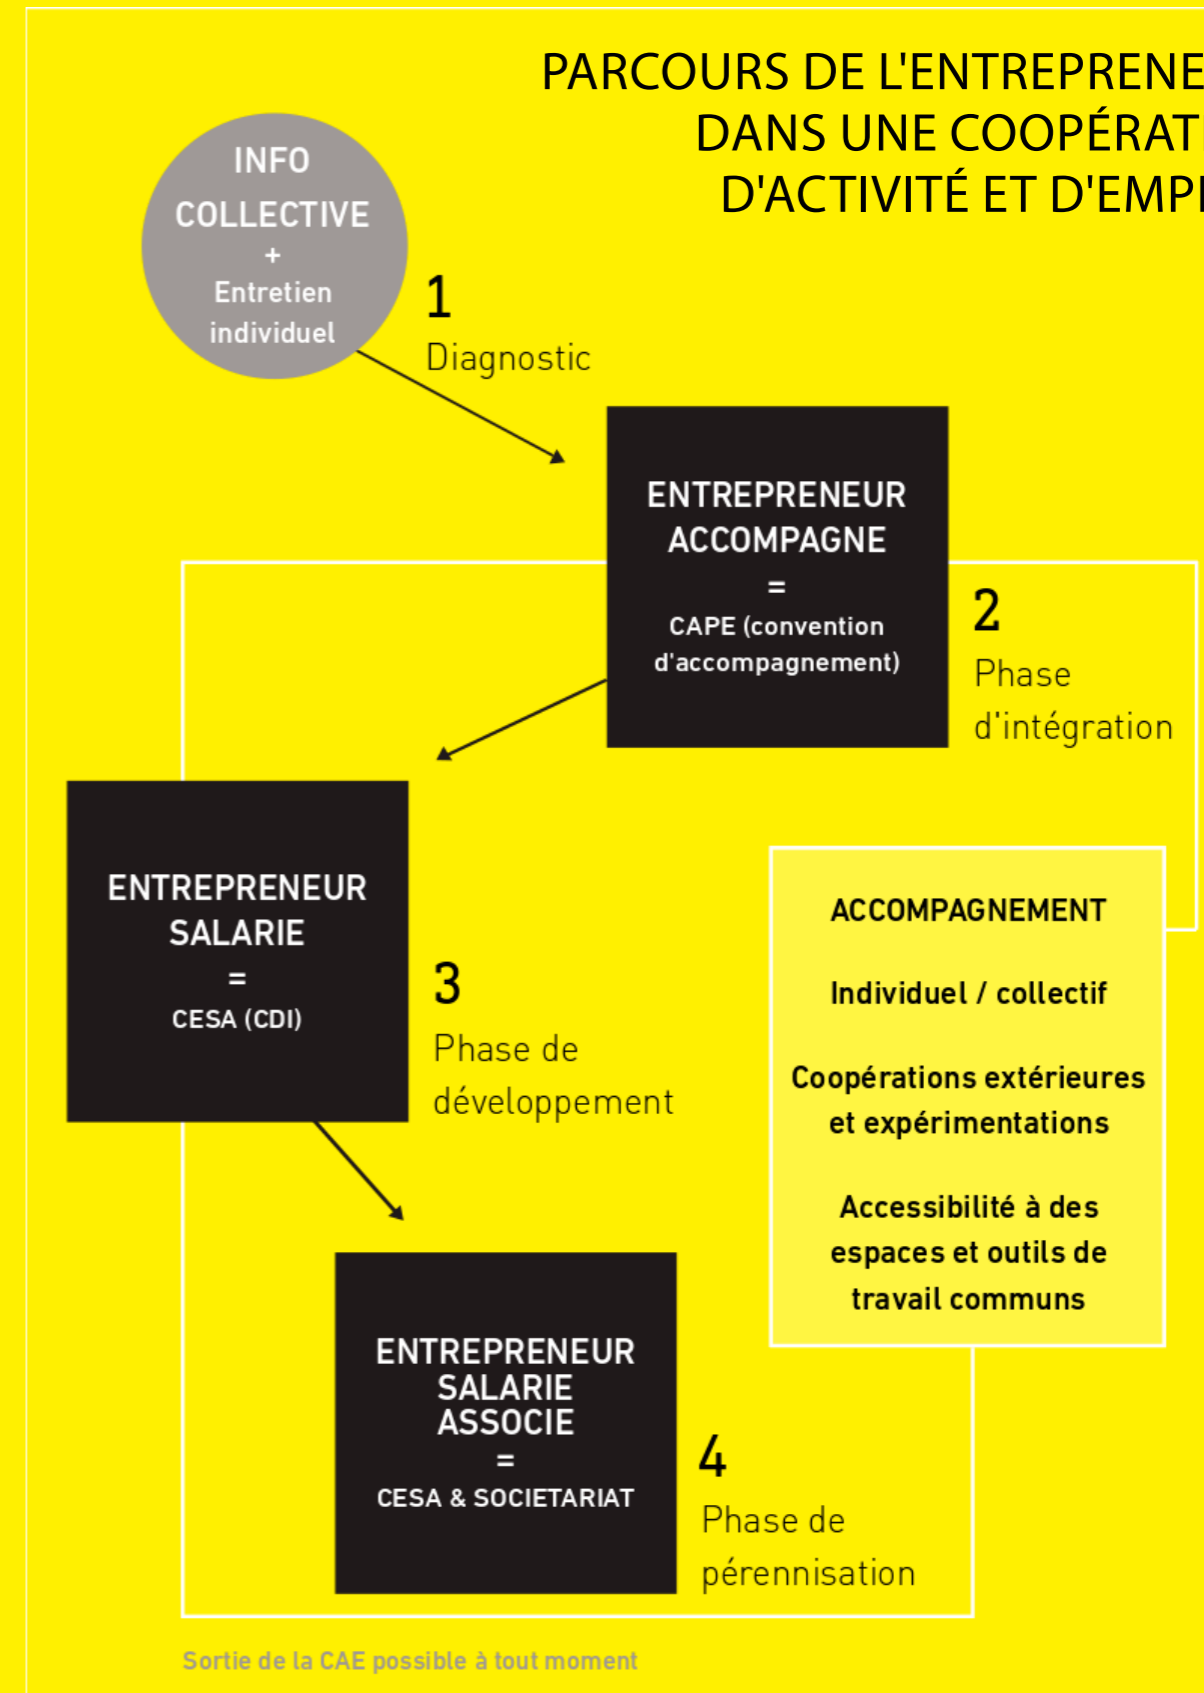 PARCOURS DE L'ENTREPRENE
DANS UNE COOPÉRATI
D'ACTIVITÉ ET D'EMPL
INFO
COLLECTIVE
+
Entretien
individuel
1
Diagnostic
ENTREPRENEUR
ACCOMPAGNE
=
CAPE (convention
d'accompagnement)
2
Phase
d'intégration
ENTREPRENEUR
SALARIE
=
CESA (CDI)
3
Phase de
développement
ACCOMPAGNEMENT
Individuel / collectif
Coopérations extérieures
et expérimentations
Accessibilité à des
espaces et outils de
travail communs
ENTREPRENEUR
SALARIE
ASSOCIE
=
CESA & SOCIETARIAT
4
Phase de
pérennisation
Sortie de la CAE possible à tout moment